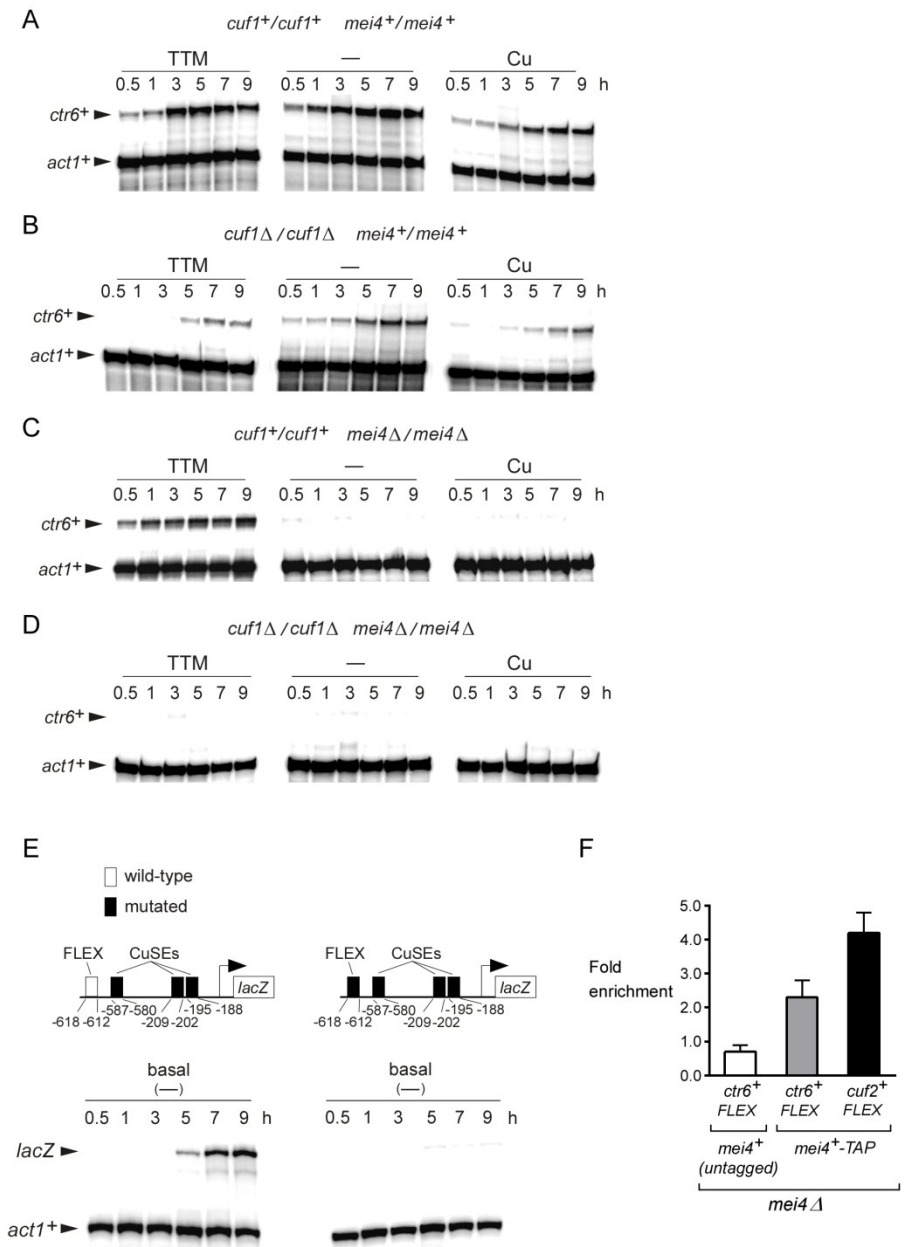 A
cuf1+/cuf1+ mei4+/mei4+
TTM — Cu
0.5 1 3 5 7 9 0.5 1 3 5 7 9 0.5 1 3 5 7 9 h
ctr6+
act1+
B
cuf1Δ/cuf1Δ mei4+/mei4+
TTM — Cu
0.5 1 3 5 7 9 0.5 1 3 5 7 9 0.5 1 3 5 7 9 h
ctr6+
act1+
C
cuf1+/cuf1+ mei4Δ/mei4Δ
TTM — Cu
0.5 1 3 5 7 9 0.5 1 3 5 7 9 0.5 1 3 5 7 9 h
ctr6+
act1+
D
cuf1Δ/cuf1Δ mei4Δ/mei4Δ
TTM — Cu
0.5 1 3 5 7 9 0.5 1 3 5 7 9 0.5 1 3 5 7 9 h
ctr6+
act1+
E
wild-type
mutated
FLEX CuSEs
lacZ
-587-580 -195 -188
-618 -612 -209 -202
FLEX CuSEs
lacZ
-587-580 -195 -188
-618 -612 -209 -202
basal
(—)
0.5 1 3 5 7 9
basal
(—)
0.5 1 3 5 7 9 h
lacZ
act1+
F
Fold
enrichment
5.0
4.0
3.0
2.0
1.0
0.0
ctr6+ ctr6+ cuf2+
FLEX FLEX FLEX
mei4+ mei4+-TAP
(untagged)
mei4Δ